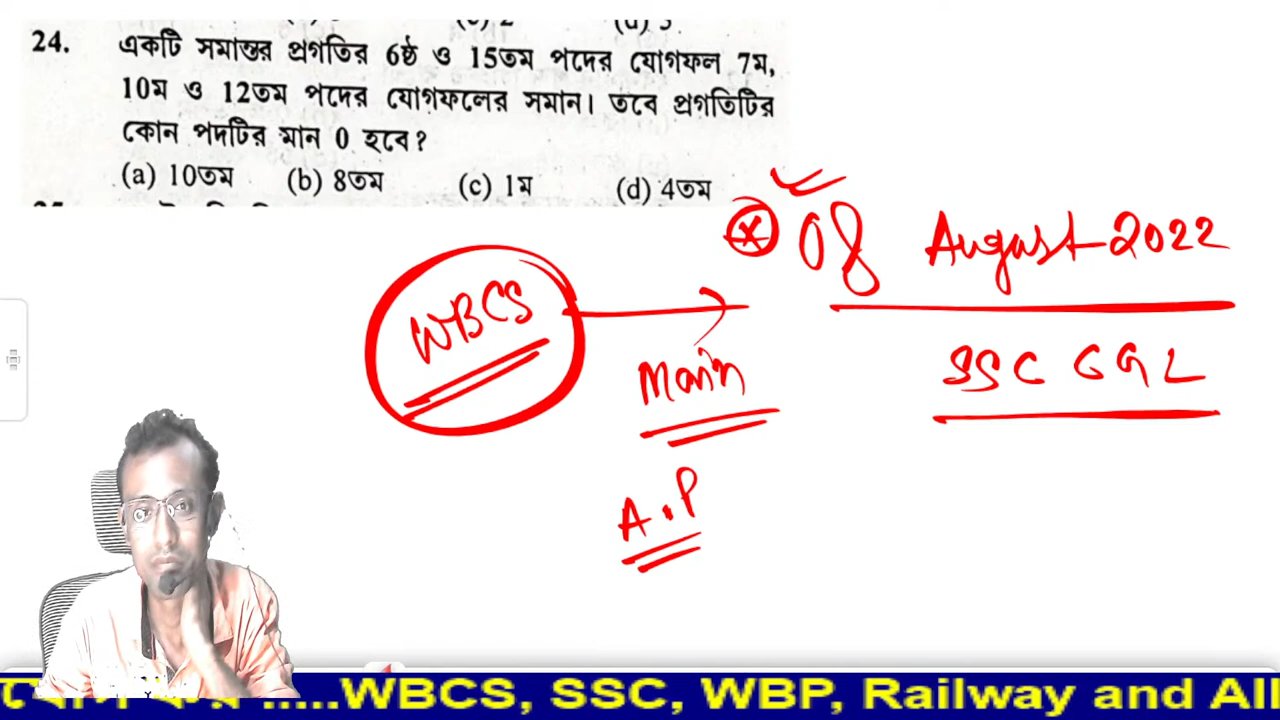 24. একটি সমান্তর প্রগতির 6ষ্ঠ ও 15তম পদের যোগফল 7ম,
10ম ও 12তম পদের যোগফলের সমান। তবে প্রগতিটির
কোন পদটির মান 0 হবে?
(a) 10তম (b) 8তম (c) 1ম (d) 4তম
08 August-2022
WBCS
Main
SSC CGL
A.P
.....WBCS, SSC, WBP, Railway and All